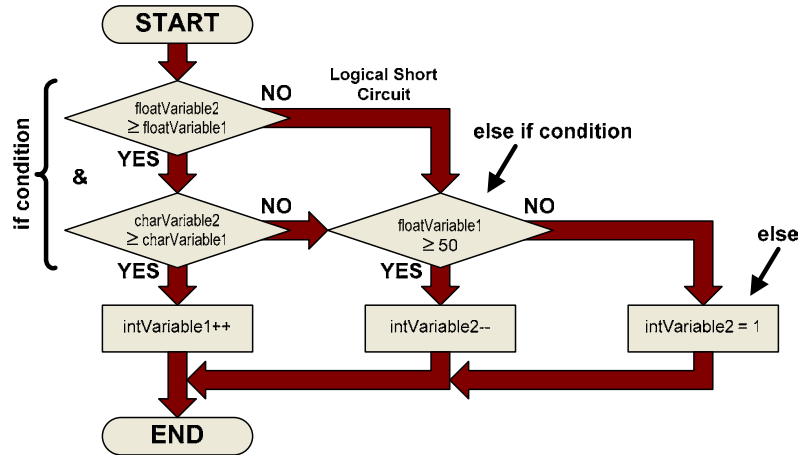 START
Logical Short
Circuit
NO
floatVariable2
≥ floatVariable1
else if condition
YES
if condition
&
charVariable2
≥ charVariable1
NO
floatVariable1
≥ 50
NO
else
YES
YES
intVariable1++
intVariable2--
intVariable2 = 1
END